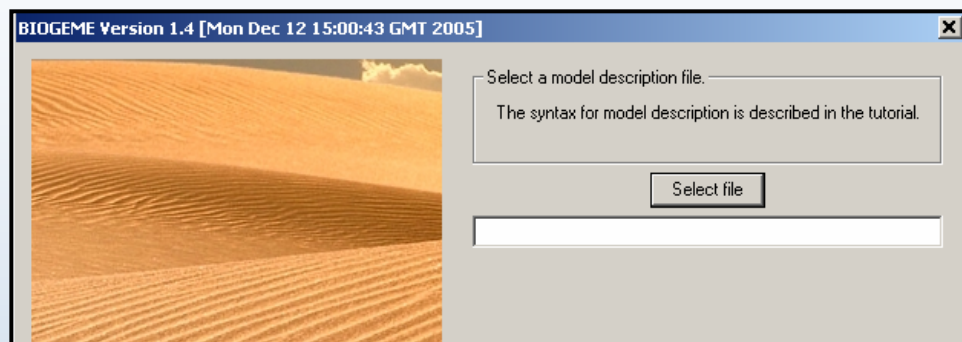 BIOGEME Version 1.4 [Mon Dec 12 15:00:43 GMT 2005]
Select a model description file.
The syntax for model description is described in the tutorial.
Select file